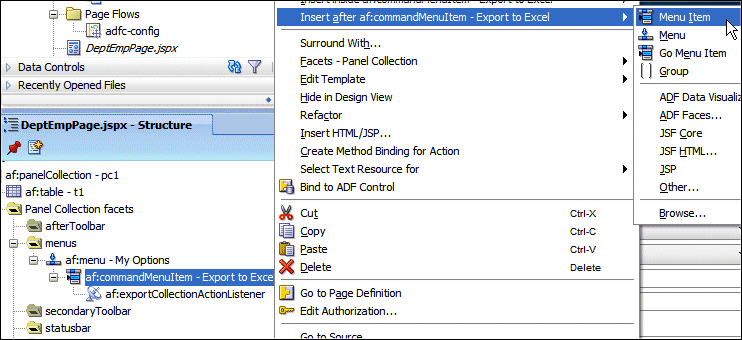 Page Flows
adfc-config
DeptEmpPage.jspx
Data Controls
Recently Opened Files
DeptEmpPage.jspx - Structure
af:panelCollection - pc1
af:table - t1
Panel Collection facets
afterToolbar
menus
af:menu - My Options
af:commandMenuItem - Export to Exce
af:exportCollectionActionListener
secondaryToolbar
statusbar
Insert after af:commandMenuItem - Export to Excel
Surround With...
Facets - Panel Collection
Edit Template
Hide in Design View
Refactor
Insert HTML/JSP...
Create Method Binding for Action
Select Text Resource for
Bind to ADF Control
Cut Ctrl-X
Copy Ctrl-C
Paste Ctrl-V
Delete Delete
Go to Page Definition
Edit Authorization...
Go to Source
Menu Item
Menu
Go Menu Item
Group
ADF Data Visualiz
ADF Faces...
JSF Core
JSF HTML...
JSP
Other...
Browse...